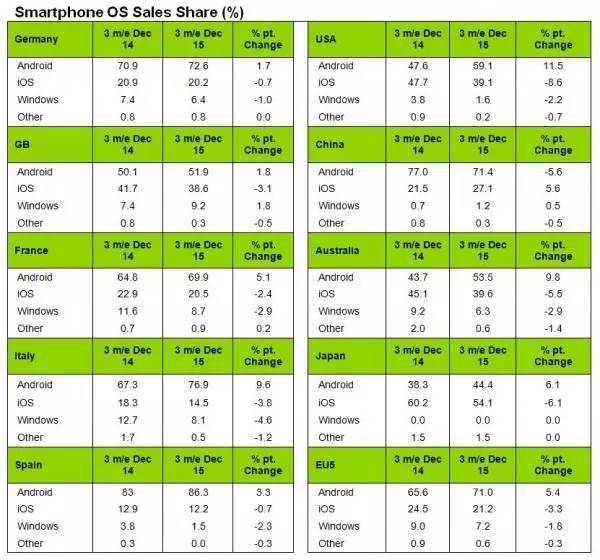 Smartphone OS Sales Share (%)
Germany 3 m/e Dec 14 3 m/e Dec 15 % pt. Change
Android 70.9 72.6 1.7
iOS 20.9 20.2 -0.7
Windows 7.4 6.4 -1.0
Other 0.8 0.8 0.0
GB 3 m/e Dec 14 3 m/e Dec 15 % pt. Change
Android 50.1 51.9 1.8
iOS 41.7 38.6 -3.1
Windows 7.4 9.2 1.8
Other 0.8 0.3 -0.5
France 3 m/e Dec 14 3 m/e Dec 15 % pt. Change
Android 64.8 69.9 5.1
iOS 22.9 20.5 -2.4
Windows 11.6 8.7 -2.9
Other 0.7 0.9 0.2
Italy 3 m/e Dec 14 3 m/e Dec 15 % pt. Change
Android 67.3 76.9 9.6
iOS 18.3 14.5 -3.8
Windows 12.7 8.1 -4.6
Other 1.7 0.5 -1.2
Spain 3 m/e Dec 14 3 m/e Dec 15 % pt. Change
Android 83 86.3 3.3
iOS 12.9 12.2 -0.7
Windows 3.8 1.5 -2.3
Other 0.3 0.0 -0.3
USA 3 m/e Dec 14 3 m/e Dec 15 % pt. Change
Android 47.6 59.1 11.5
iOS 47.7 39.1 -8.6
Windows 3.8 1.6 -2.2
Other 0.9 0.2 -0.7
China 3 m/e Dec 14 3 m/e Dec 15 % pt. Change
Android 77.0 71.4 -5.6
iOS 21.5 27.1 5.6
Windows 0.7 1.2 0.5
Other 0.8 0.3 -0.5
Australia 3 m/e Dec 14 3 m/e Dec 15 % pt. Change
Android 43.7 53.5 9.8
iOS 45.1 39.6 -5.5
Windows 9.2 6.3 -2.9
Other 2.0 0.6 -1.4
Japan 3 m/e Dec 14 3 m/e Dec 15 % pt. Change
Android 38.3 44.4 6.1
iOS 60.2 54.1 -6.1
Windows 0.0 0.0 0.0
Other 1.5 1.5 0.0
EU5 3 m/e Dec 14 3 m/e Dec 15 % pt. Change
Android 65.6 71.0 5.4
iOS 24.5 21.2 -3.3
Windows 9.0 7.2 -1.8
Other 0.9 0.6 -0.3